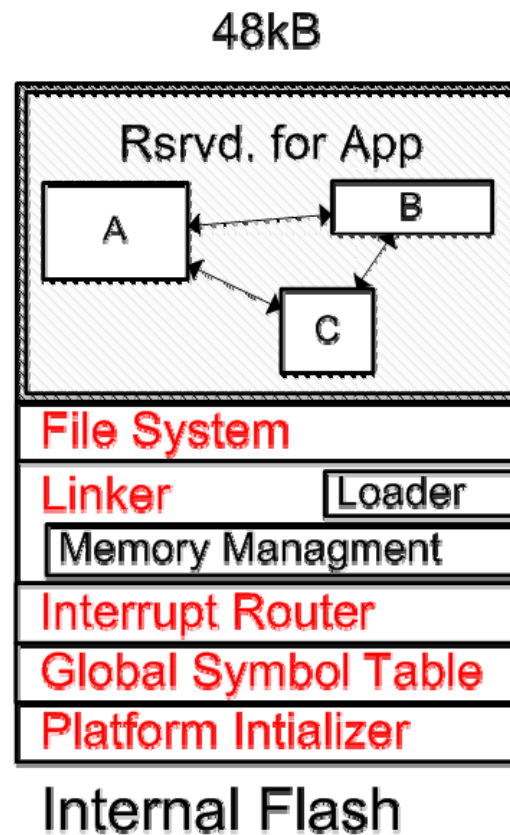 48kB
Rsrvd. for App
A
B
C
File System
Linker
Loader
Memory Managment
Interrupt Router
Global Symbol Table
Platform Intializer
Internal Flash